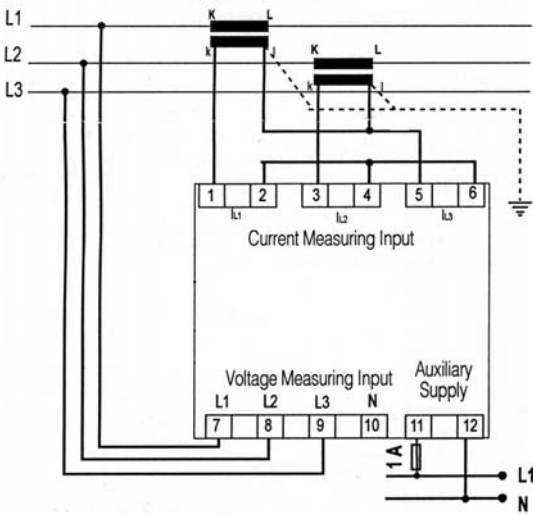 L1
K L
L2
K L
k l
L3
k l
1 2 3 4 5 6
IL1 IL2 IL3
Current Measuring Input
Voltage Measuring Input
Auxiliary
Supply
L1 L2 L3 N
7 8 9 10 11 12
1 A
L1
N